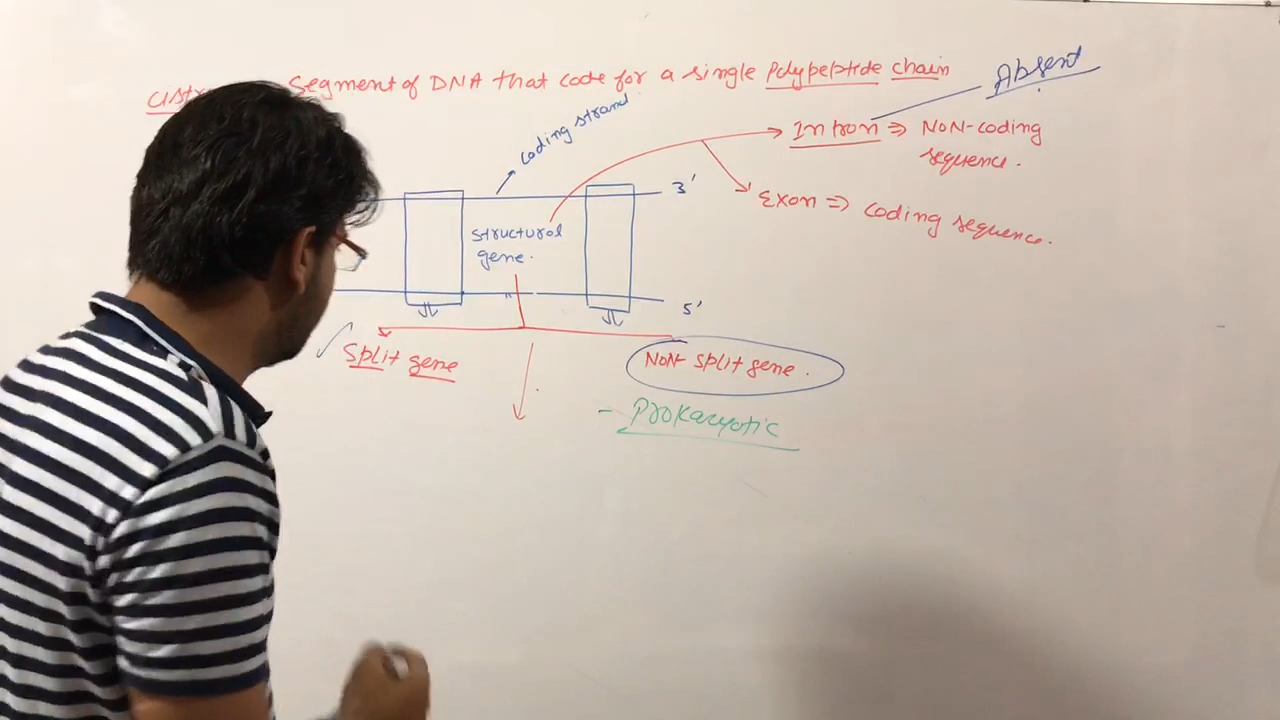 segment of DNA that code for a single polypeptide chain
Absent
coding strand
Intron ⇒ NON-coding
sequence.
3'
Exon ⇒ coding sequence.
structural
gene.
5'
split gene
NON-split gene.
- Prokaryotic